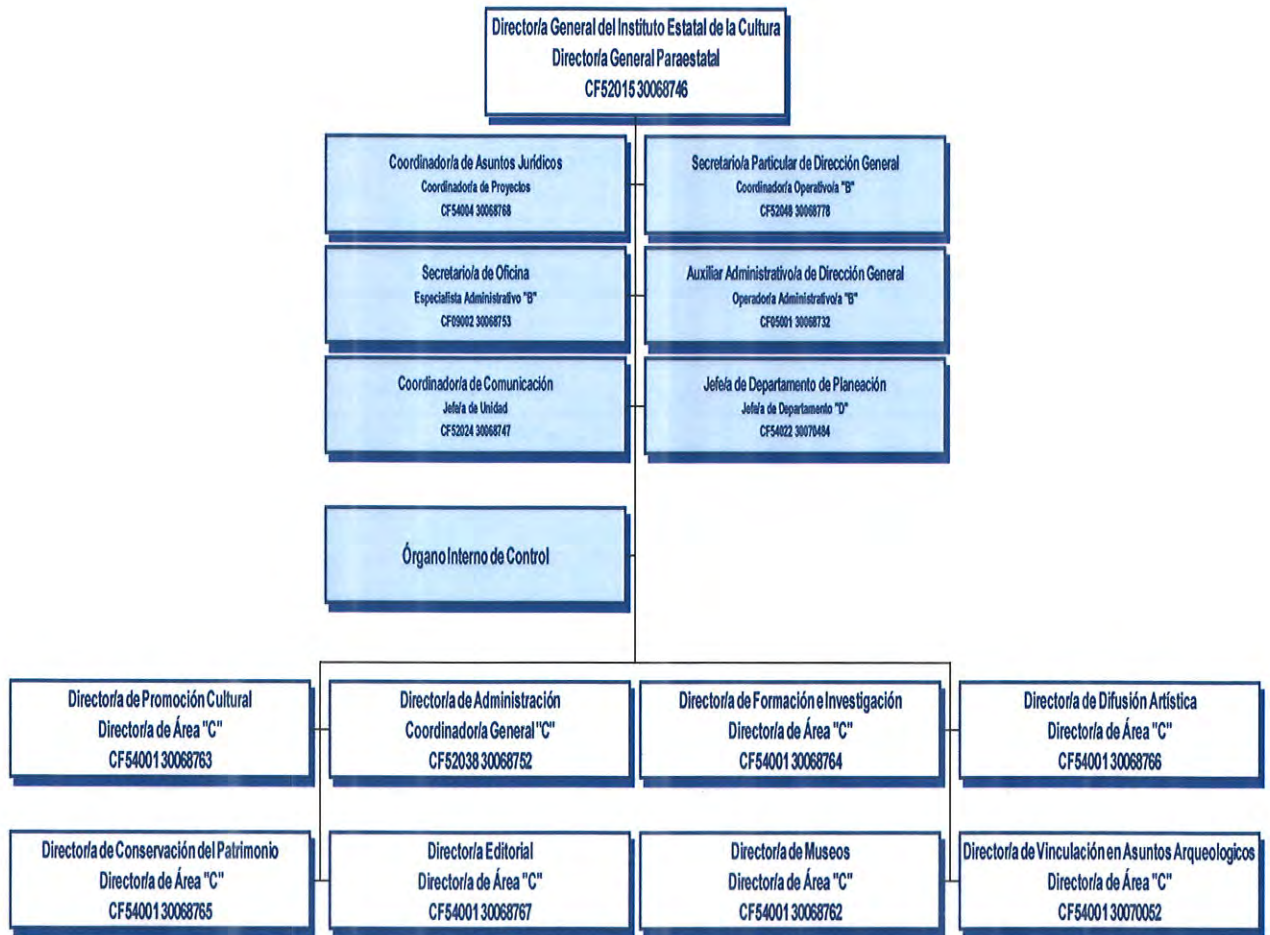 Director/a General del Instituto Estatal de la Cultura
Director/a General Paraestatal
CF52015 30068746
Coordinador/a de Asuntos Jurídicos
Coordinador/a de Proyectos
CF54004 30068768
Secretario/a Particular de Dirección General
Coordinador/a Operativo/a "B"
CF52048 30068778
Secretario/a de Oficina
Especialista Administrativo "B"
CF09002 30068753
Auxiliar Administrativo/a de Dirección General
Operador/a Administrativo/a "B"
CF05001 30068732
Coordinador/a de Comunicación
Jefe/a de Unidad
CF52024 30068747
Jefe/a de Departamento de Planeación
Jefe/a de Departamento "D"
CF54022 30070484
Órgano Interno de Control
Director/a de Promoción Cultural
Director/a de Área "C"
CF54001 30068763
Director/a de Administración
Coordinador/a General "C"
CF52038 30068752
Director/a de Formación e Investigación
Director/a de Área "C"
CF54001 30068764
Director/a de Difusión Artística
Director/a de Área "C"
CF54001 30068766
Director/a de Conservación del Patrimonio
Director/a de Área "C"
CF54001 30068765
Director/a Editorial
Director/a de Área "C"
CF54001 30068767
Director/a de Museos
Director/a de Área "C"
CF54001 30068762
Director/a de Vinculación en Asuntos Arqueologicos
Director/a de Área "C"
CF54001 30070052